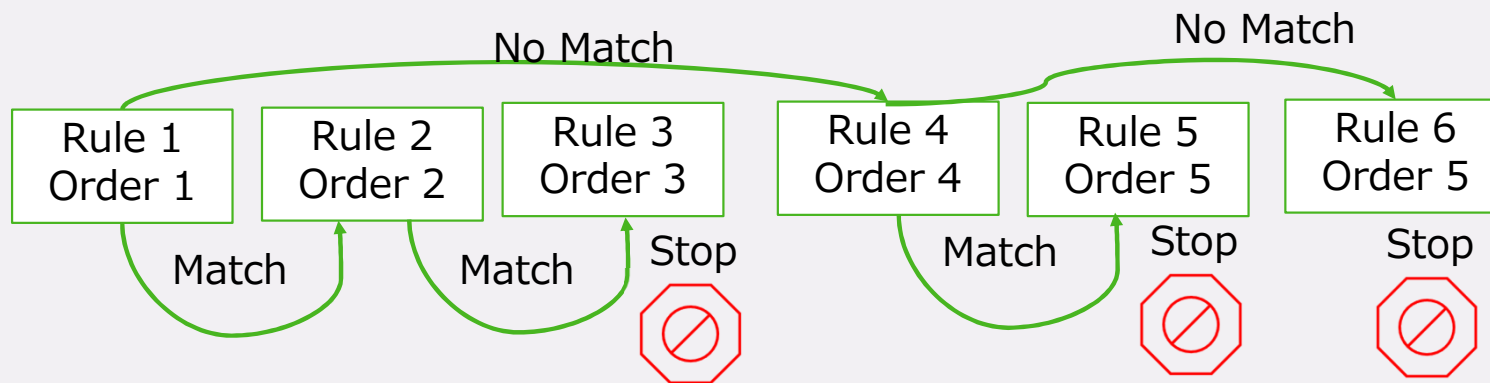 No Match
No Match
Rule 1
Order 1
Rule 2
Order 2
Rule 3
Order 3
Rule 4
Order 4
Rule 5
Order 5
Rule 6
Order 5
Match
Match
Stop
Match
Stop
Stop